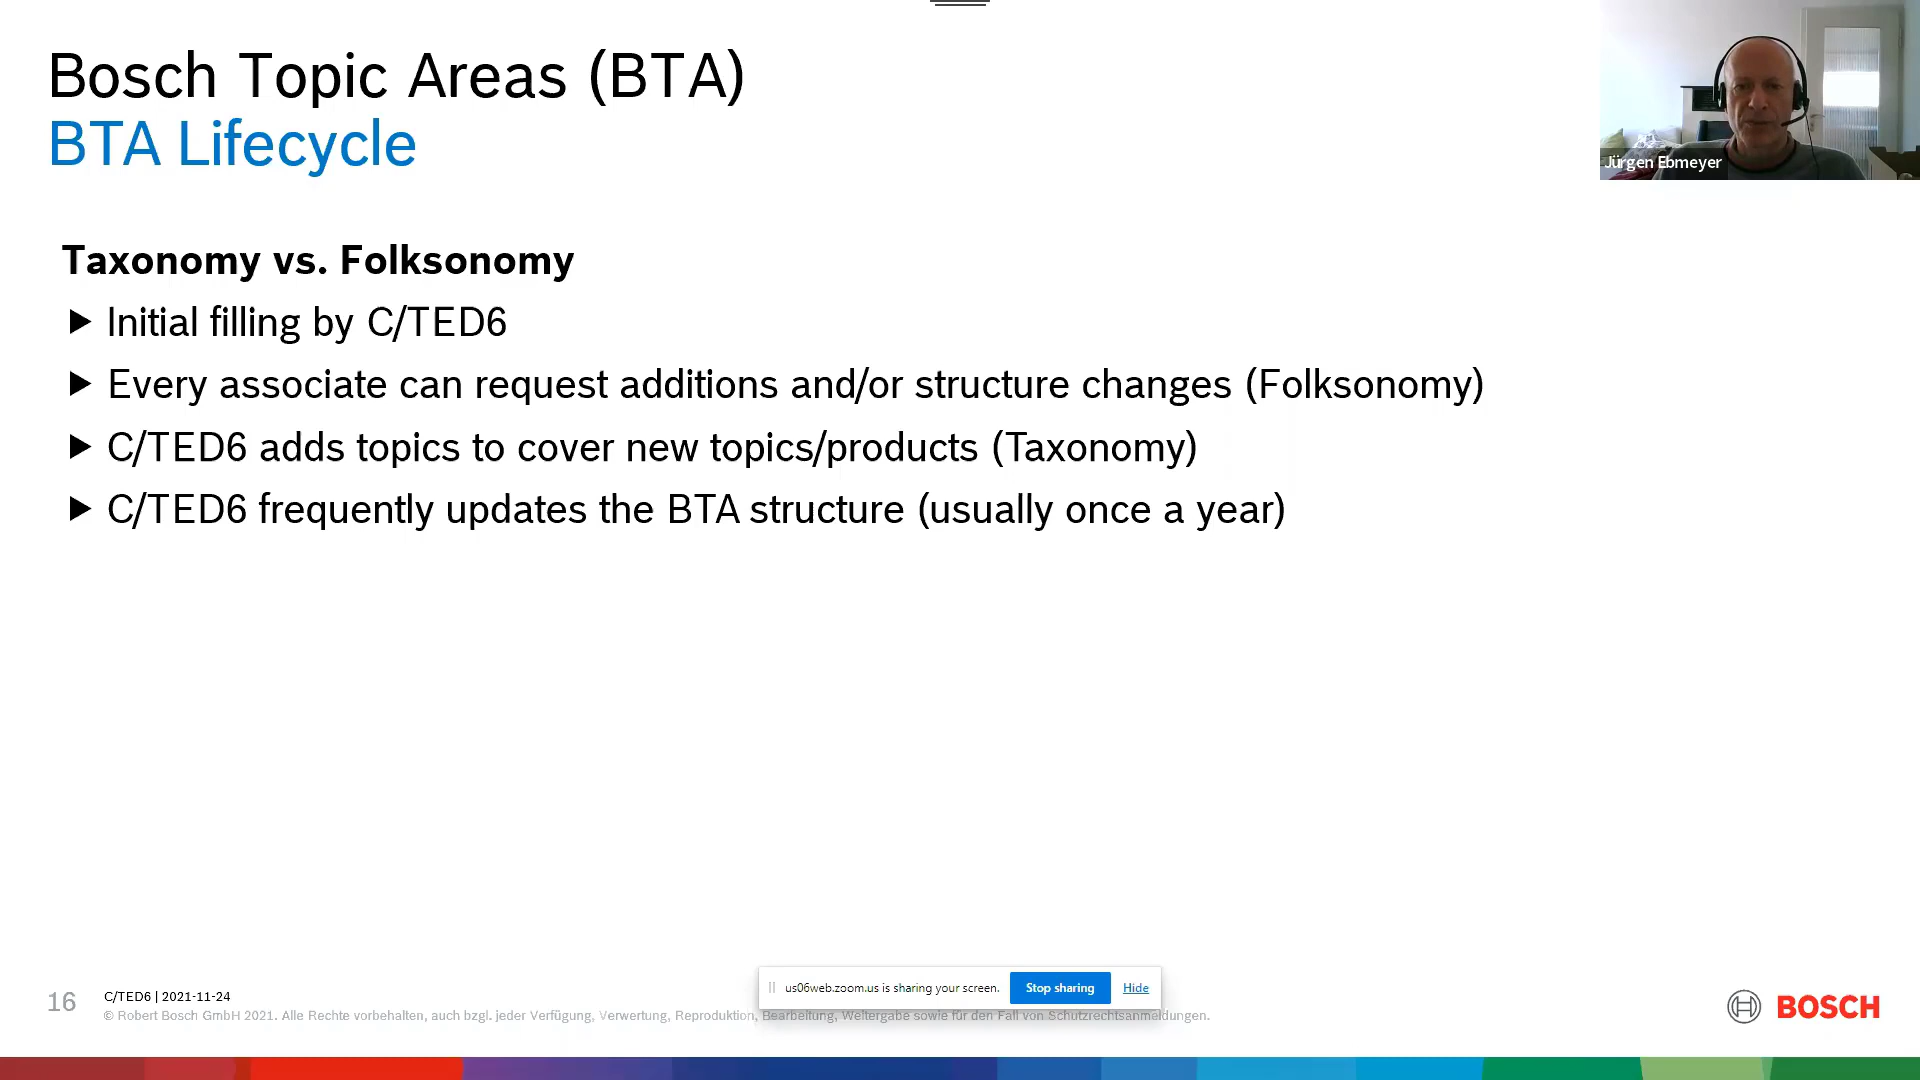 Bosch Topic Areas (BTA)
BTA Lifecycle
Jürgen Ebmeyer
Taxonomy vs. Folksonomy
Initial filling by C/TED6
Every associate can request additions and/or structure changes (Folksonomy)
C/TED6 adds topics to cover new topics/products (Taxonomy)
C/TED6 frequently updates the BTA structure (usually once a year)
us06web.zoom.us is sharing your screen. Stop sharing Hide
16 C/TED6 | 2021-11-24
© Robert Bosch GmbH 2021. Alle Rechte vorbehalten, auch bzgl. jeder Verfügung, Verwertung, Reproduktion, Bearbeitung, Weitergabe sowie für den Fall von Schutzrechtsanmeldungen.
BOSCH